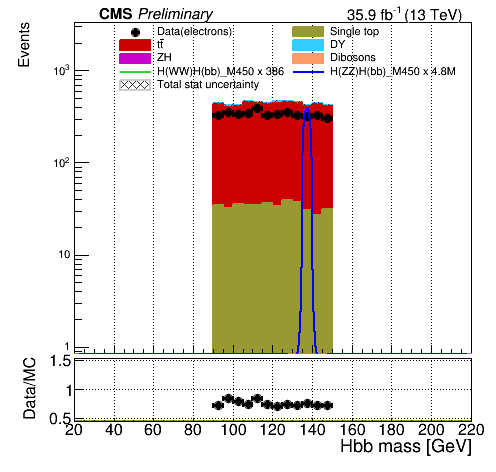 CMS Preliminary 35.9 fb⁻¹ (13 TeV)
Events
Data(electrons) Single top
tt̄ DY
ZH Dibosons
H(WW)H(bb)_M450 x 386 H(ZZ)H(bb)_M450 x 4.8M
Total stat uncertainty
10³
10²
10
1
Data/MC
1.5
1
0.5
20 40 60 80 100 120 140 160 180 200 220
Hbb mass [GeV]